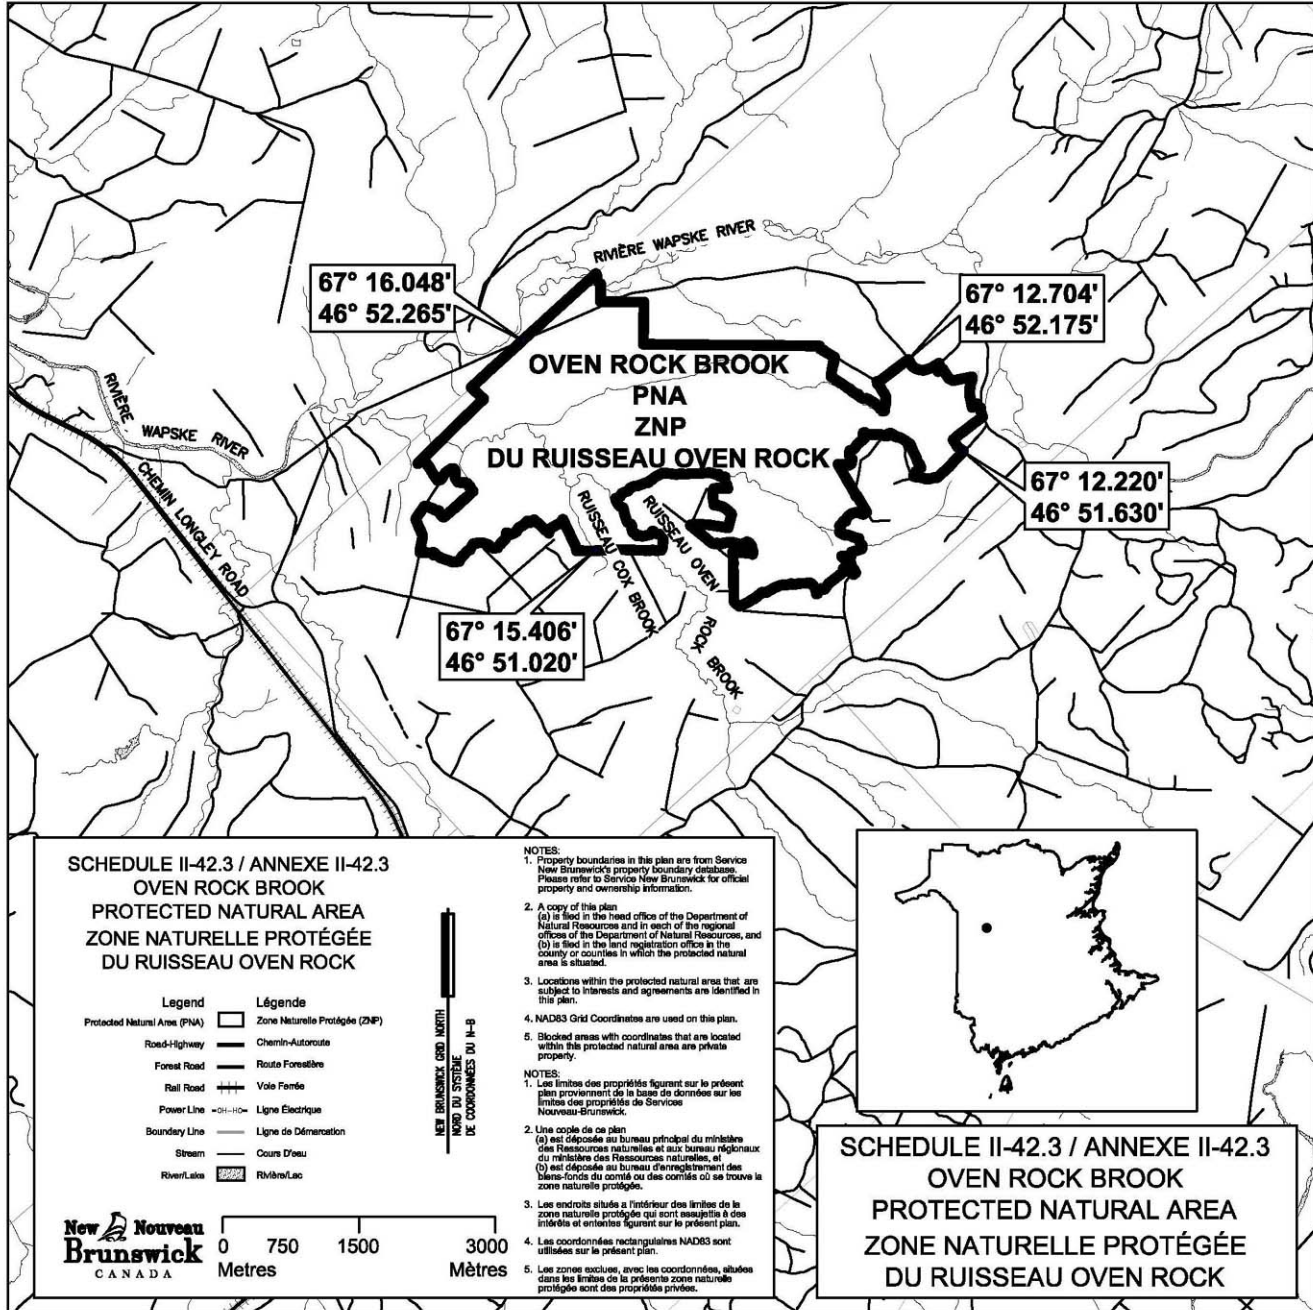 RIVIÈRE WAPSKE RIVER
67° 16.048'
46° 52.265'
67° 12.704'
46° 52.175'
OVEN ROCK BROOK
PNA
ZNP
DU RUISSEAU OVEN ROCK
RIVIÈRE WAPSKE RIVER
CHEMIN LONGLEY ROAD
67° 12.220'
46° 51.630'
RUISSEAU COX BROOK
RUISSEAU OVEN ROCK BROOK
67° 15.406'
46° 51.020'
SCHEDULE II-42.3 / ANNEXE II-42.3
OVEN ROCK BROOK
PROTECTED NATURAL AREA
ZONE NATURELLE PROTÉGÉE
DU RUISSEAU OVEN ROCK
Legend Légende
Protected Natural Area (PNA) Zone Naturelle Protégée (ZNP)
Road-Highway Chemin-Autoroute
Forest Road Route Forestière
Rail Road Voie Ferrée
Power Line OH-HO Ligne Électrique
Boundary Line Ligne de Démarcation
Stream Cours D'eau
River/Lake Rivière/Lac
NEW BRUNSWICK GRID NORTH
NORD DU SYSTÈME
DE COORDONNÉES DU N-B
New Nouveau
Brunswick
CANADA
0 750 1500 3000
Metres Mètres
NOTES:
1. Property boundaries in this plan are from Service
New Brunswick's property boundary database.
Please refer to Service New Brunswick for official
property and ownership information.
2. A copy of this plan
(a) is filed in the head office of the Department of
Natural Resources and in each of the regional
offices of the Department of Natural Resources, and
(b) is filed in the land registration office in the
county or counties in which the protected natural
area is situated.
3. Locations within the protected natural area that are
subject to interests and agreements are identified in
this plan.
4. NAD83 Grid Coordinates are used on this plan.
5. Blocked areas with coordinates that are located
within this protected natural area are private
property.
NOTES:
1. Les limites des propriétés figurant sur le présent
plan proviennent de la base de données sur les
limites des propriétés de Services
Nouveau-Brunswick.
2. Une copie de ce plan
(a) est déposée au bureau principal du ministère
des Ressources naturelles et aux bureau régionaux
du ministère des Ressources naturelles, et
(b) est déposée au bureau d'enregistrement des
biens-fonds du comté ou des comtés où se trouve la
zone naturelle protégée.
3. Les endroits situés a l'intérieur des limites de la
zone naturelle protégée qui sont assujettis à des
intérêts et ententes figurent sur le présent plan.
4. Les coordonnées rectangulaires NAD83 sont
utilisées sur le présent plan.
5. Les zones exclues, avec les coordonnées, situées
dans les limites de la présente zone naturelle
protégée sont des propriétés privées.
SCHEDULE II-42.3 / ANNEXE II-42.3
OVEN ROCK BROOK
PROTECTED NATURAL AREA
ZONE NATURELLE PROTÉGÉE
DU RUISSEAU OVEN ROCK